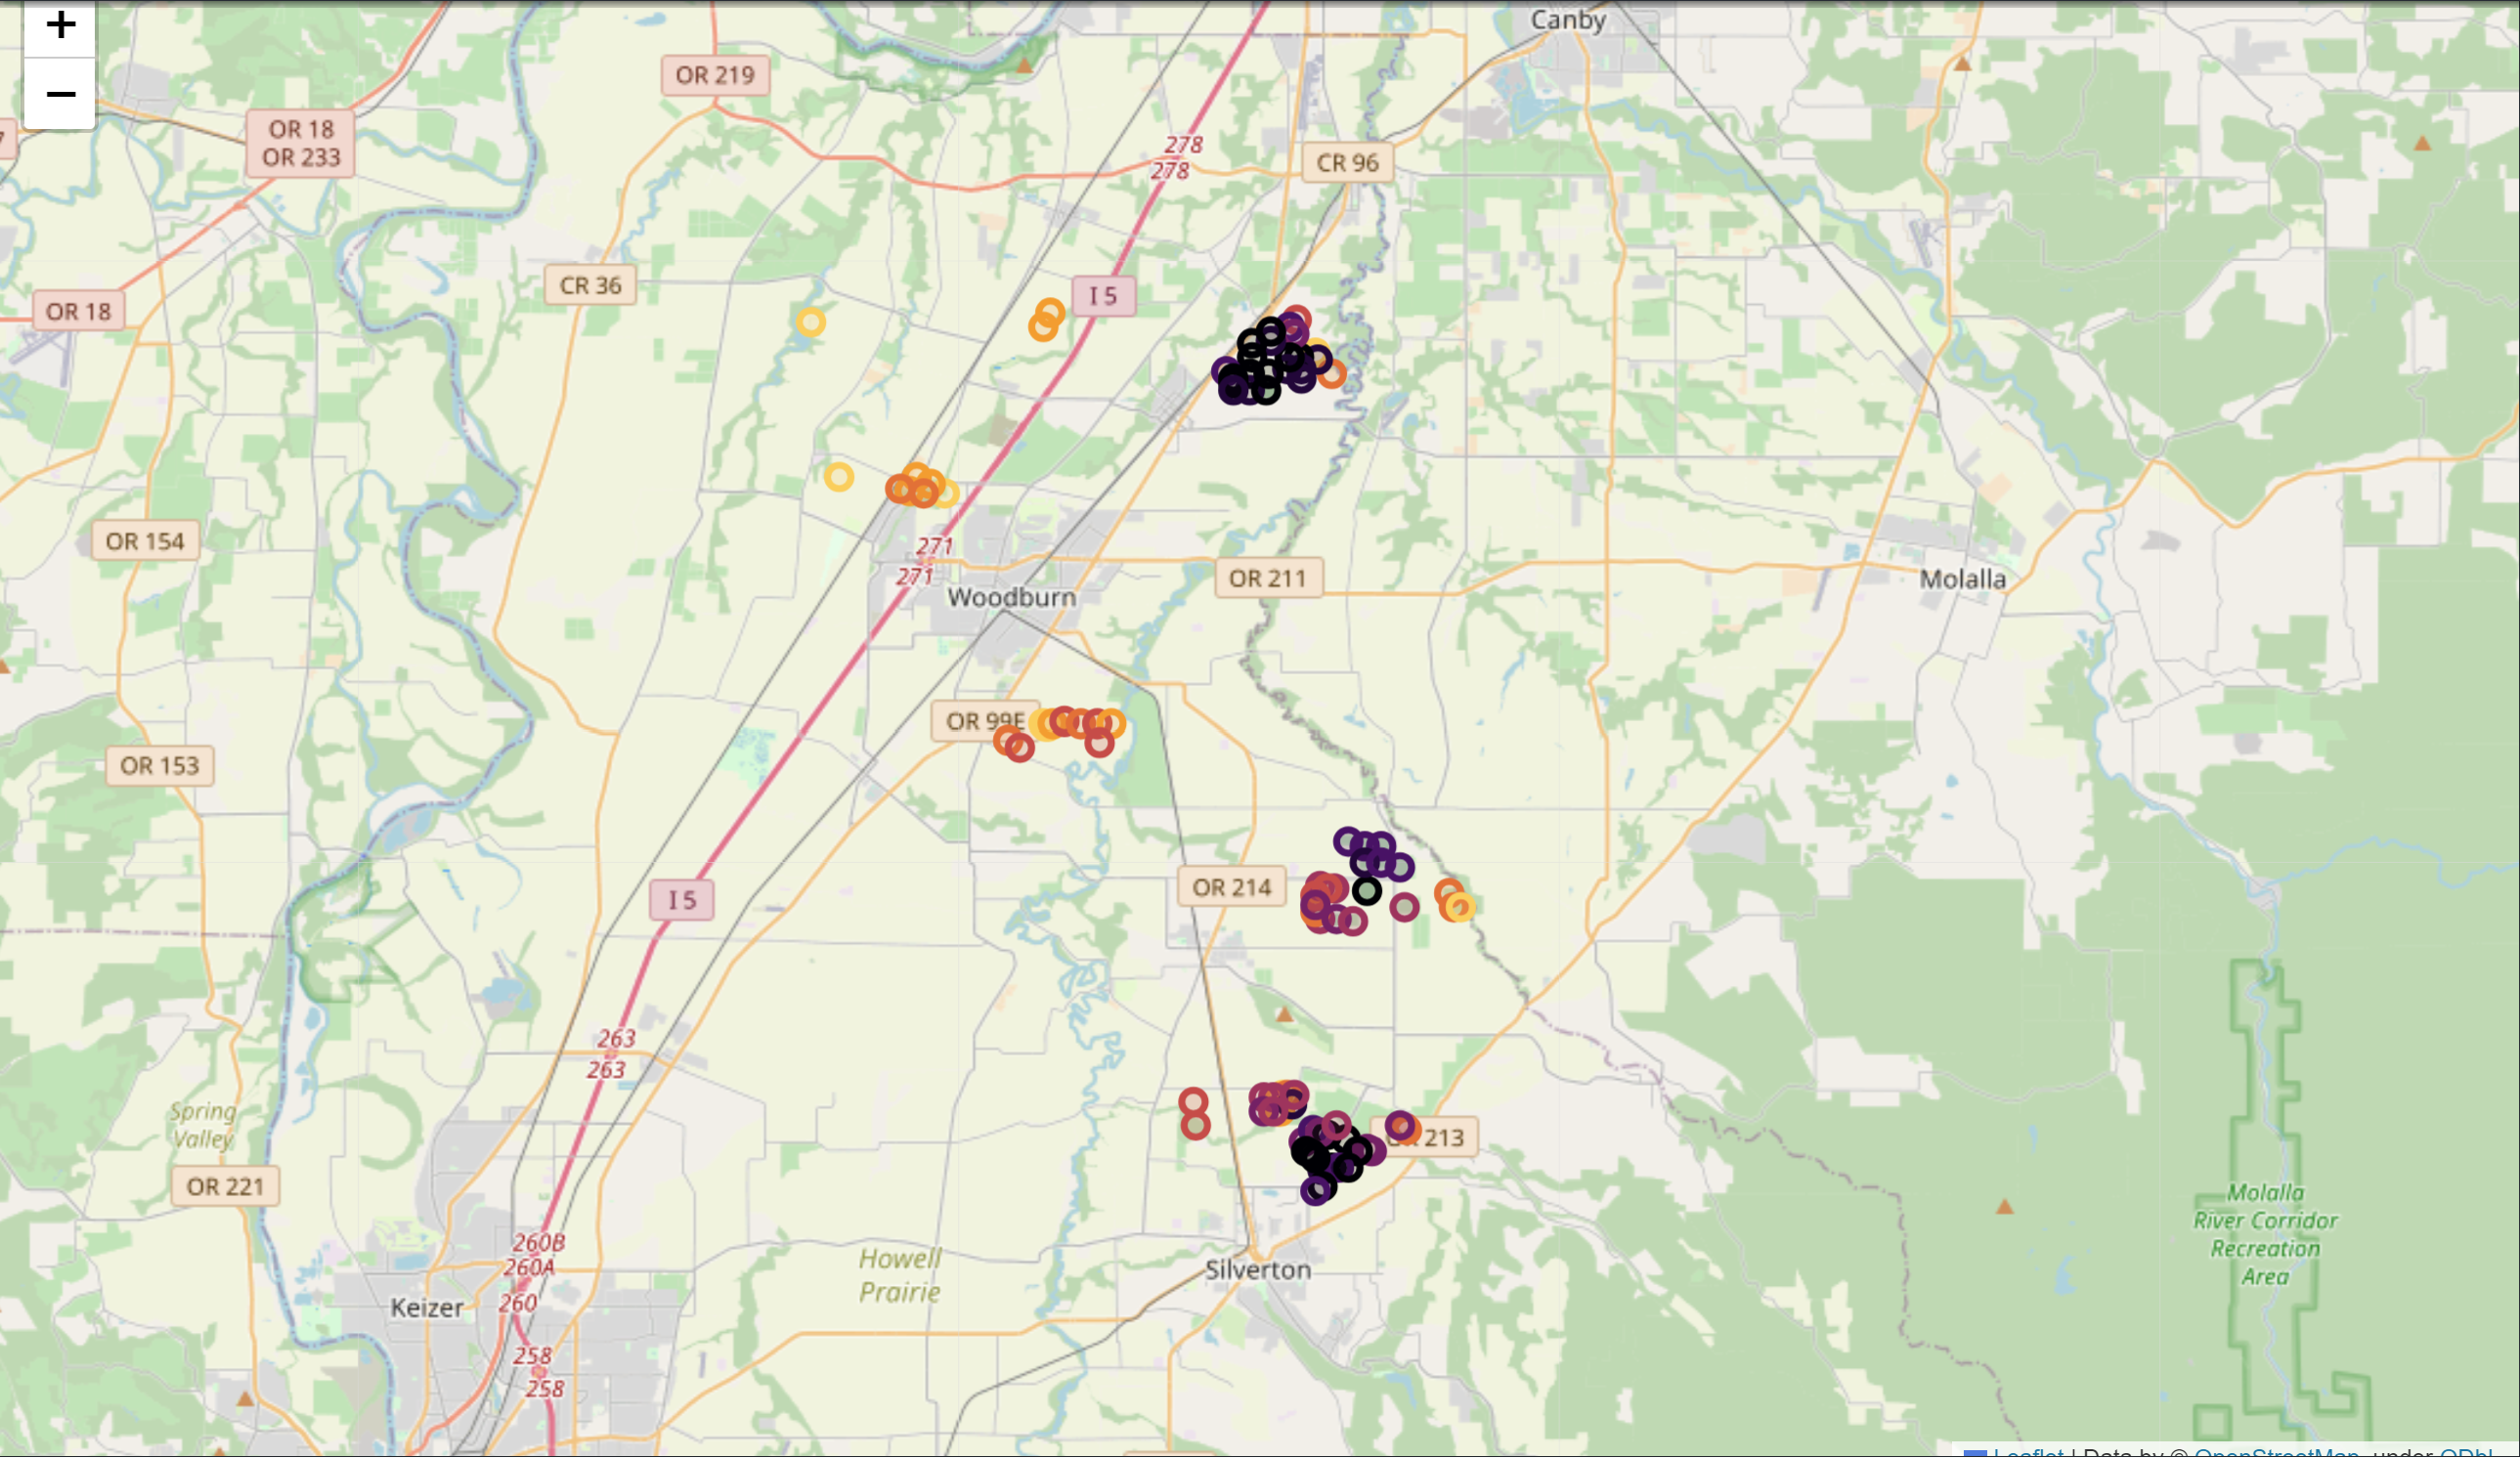 +
Canby
−
OR 219
OR 18
OR 233
7
278
278
CR 96
CR 36
I 5
OR 18
OR 154
271
271
OR 211
Molalla
Woodburn
OR 99E
OR 153
OR 214
I 5
263
263
Spring
Valley
213
OR 221
Molalla
River Corridor
Recreation
Area
260B
260A
Howell
Prairie
Silverton
260
Keizer
258
258
Leaflet | Data by © OpenStreetMap, under ODbL